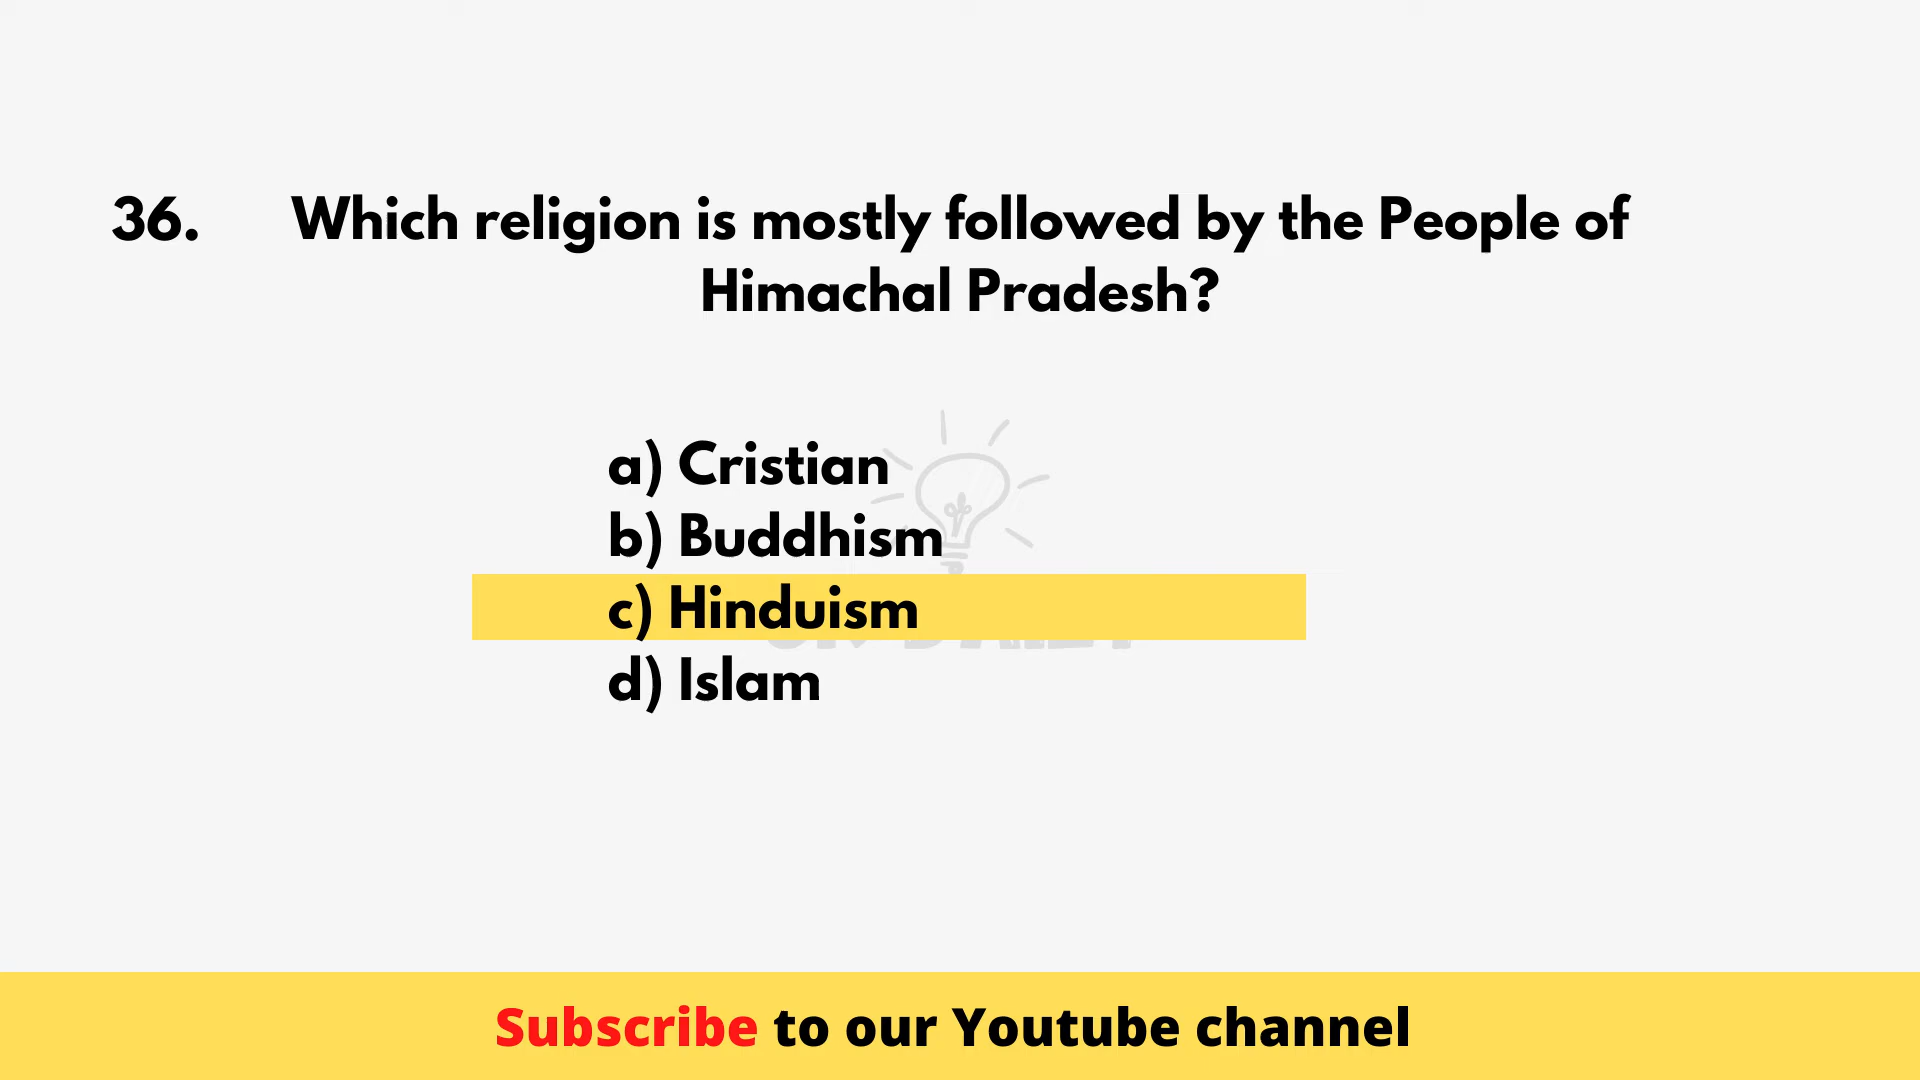 36. Which religion is mostly followed by the People of
Himachal Pradesh?
a) Cristian
b) Buddhism
c) Hinduism
d) Islam
Subscribe to our Youtube channel